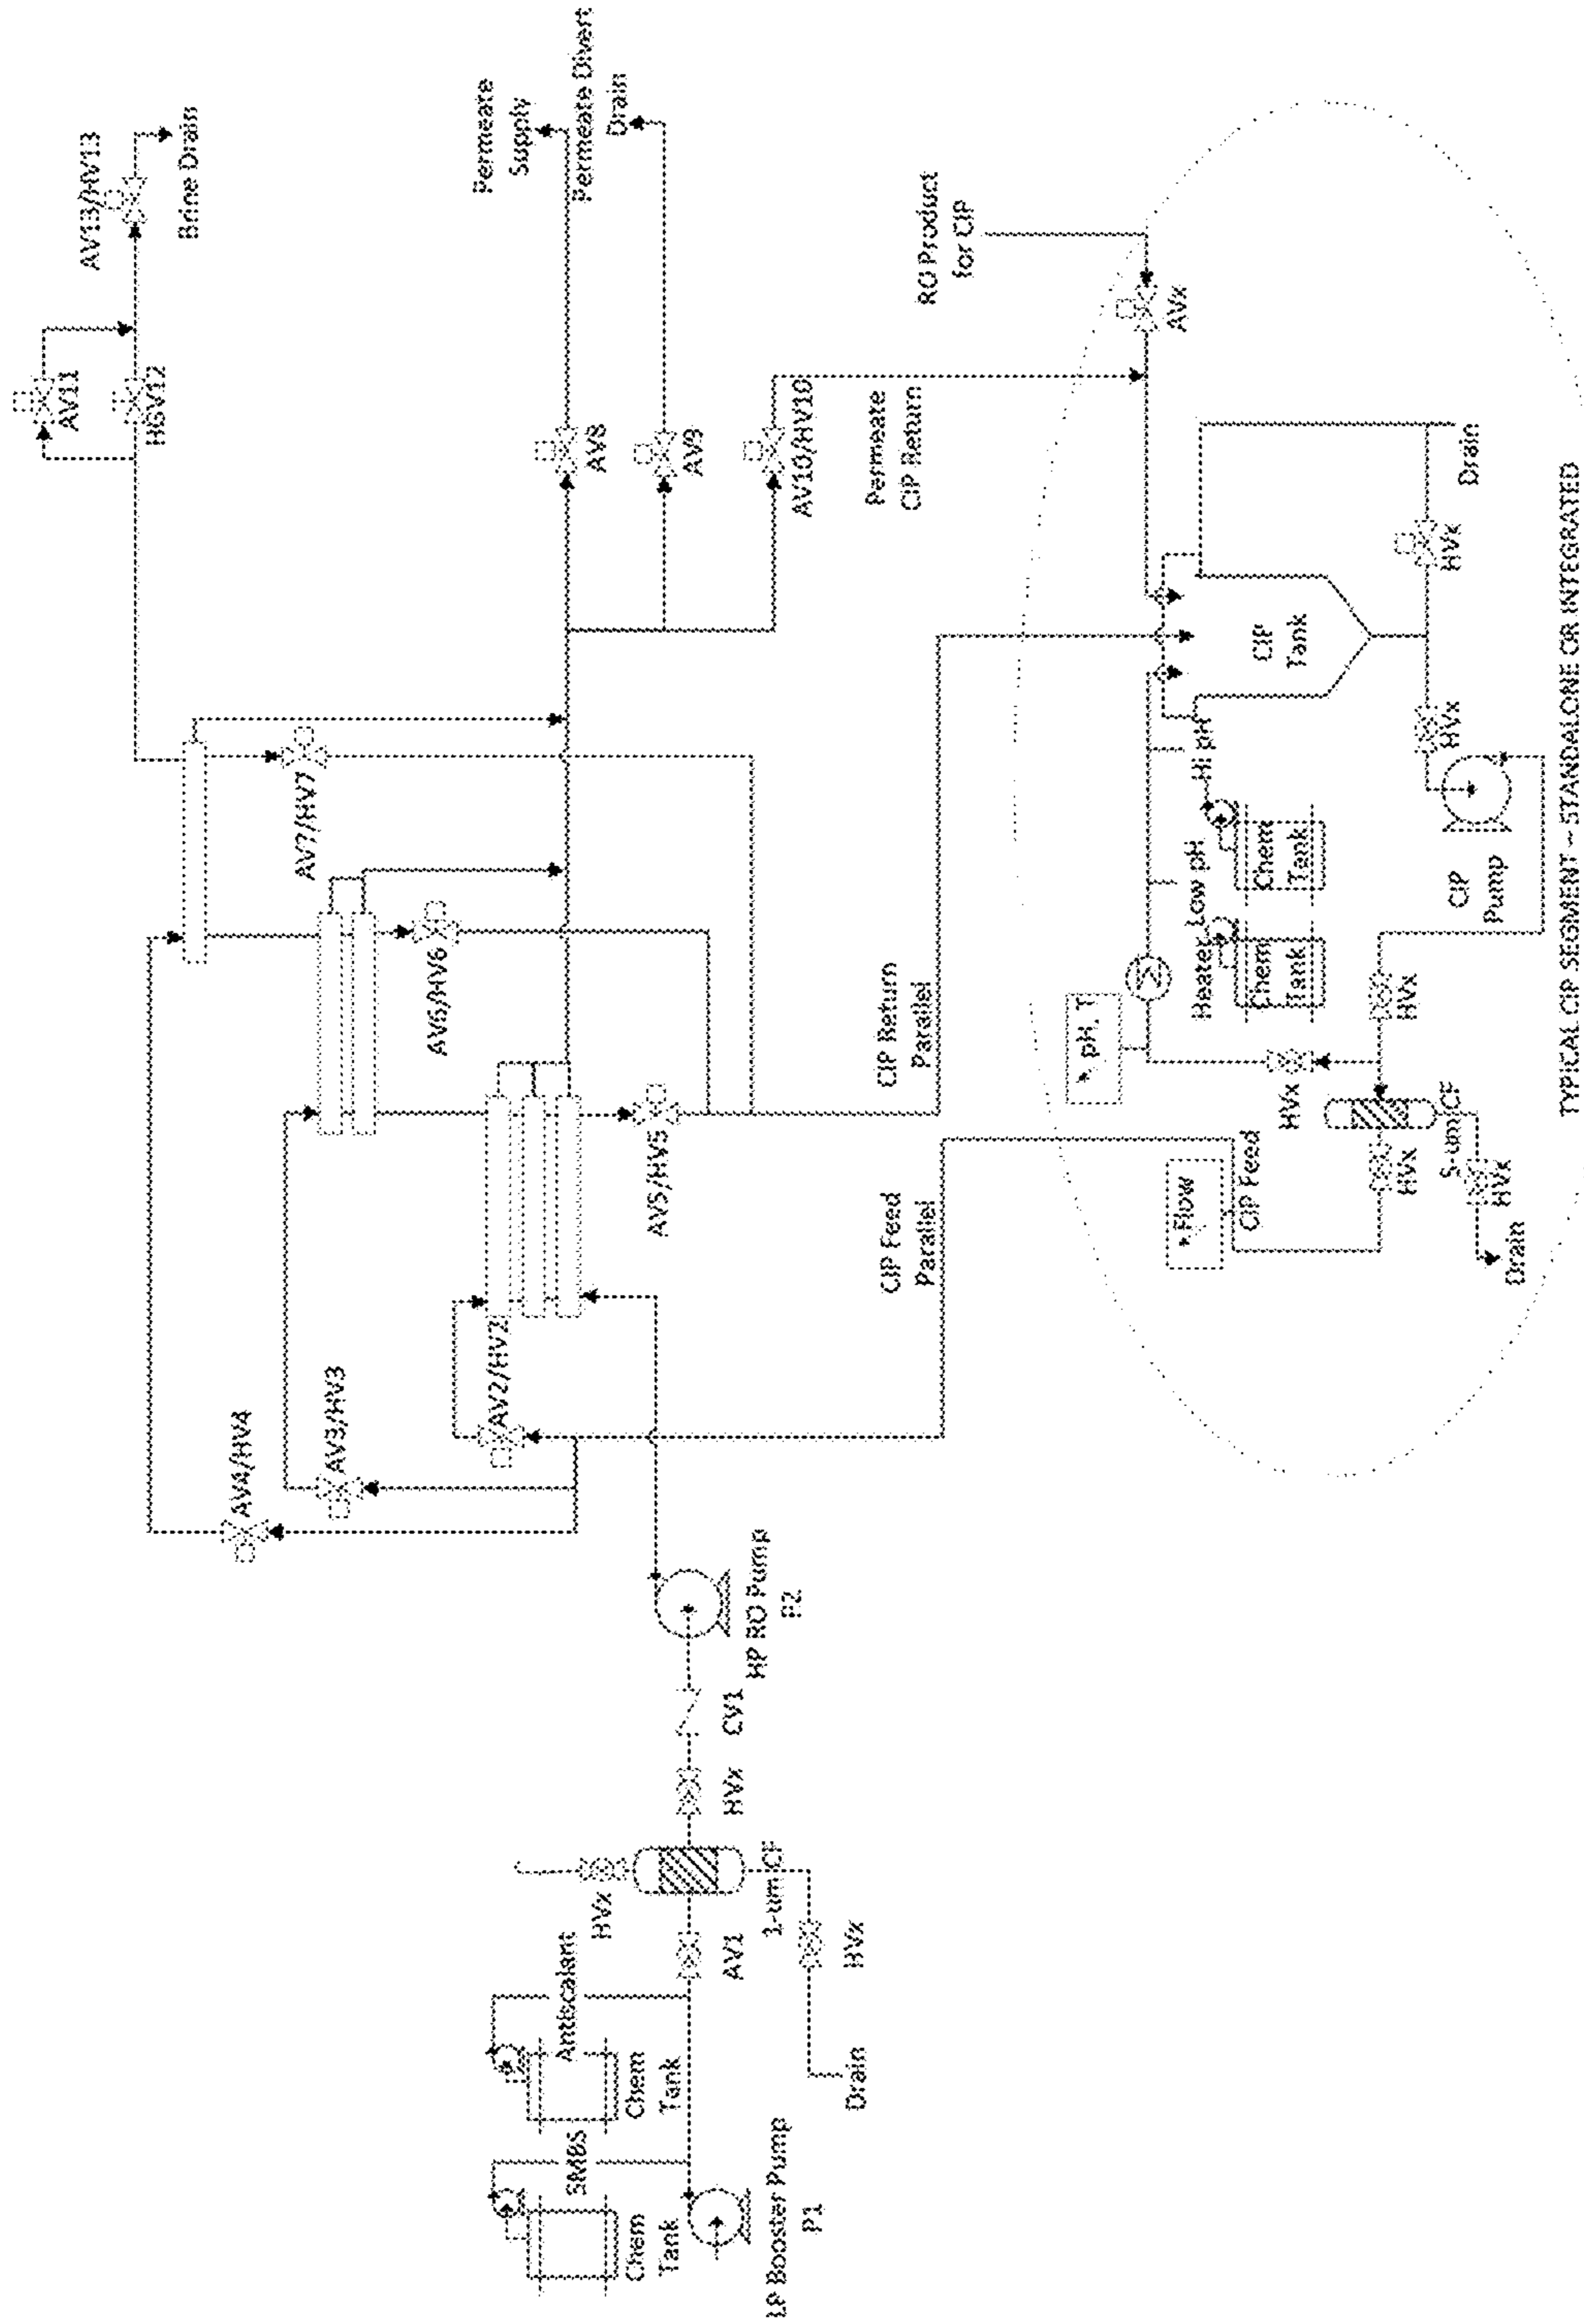 AV13/HV13
Brine Drain
AV11
HGV12
Permeate
Supply
Permeate Divert
Drain
AV8
AV9
AV10/HV10
Permeate
CIP Return
RO Product
for CIP
AVx
AV7/HV7
AV6/HV6
AV5/HV5
AV4/HV4
AV3/HV3
AV2/HV2
CIP Return
Parallel
CIP Feed
Parallel
LP Booster Pump
P1
Chem
Tank
SMBS
Chem
Tank
Antiscalant
AV1
HVx
1-um CF
HVx
Drain
HVx
CV1
HP RO Pump
P2
Flow
CIP Feed
pH, T
Heater
Low pH
Chem
Tank
Hi pH
Chem
Tank
CIP
Tank
HVx
Drain
HVx
CIP
Pump
HVx
HVx
5-um CF
HVx
HVx
Drain
TYPICAL CIP SEGMENT – STANDALONE OR INTEGRATED